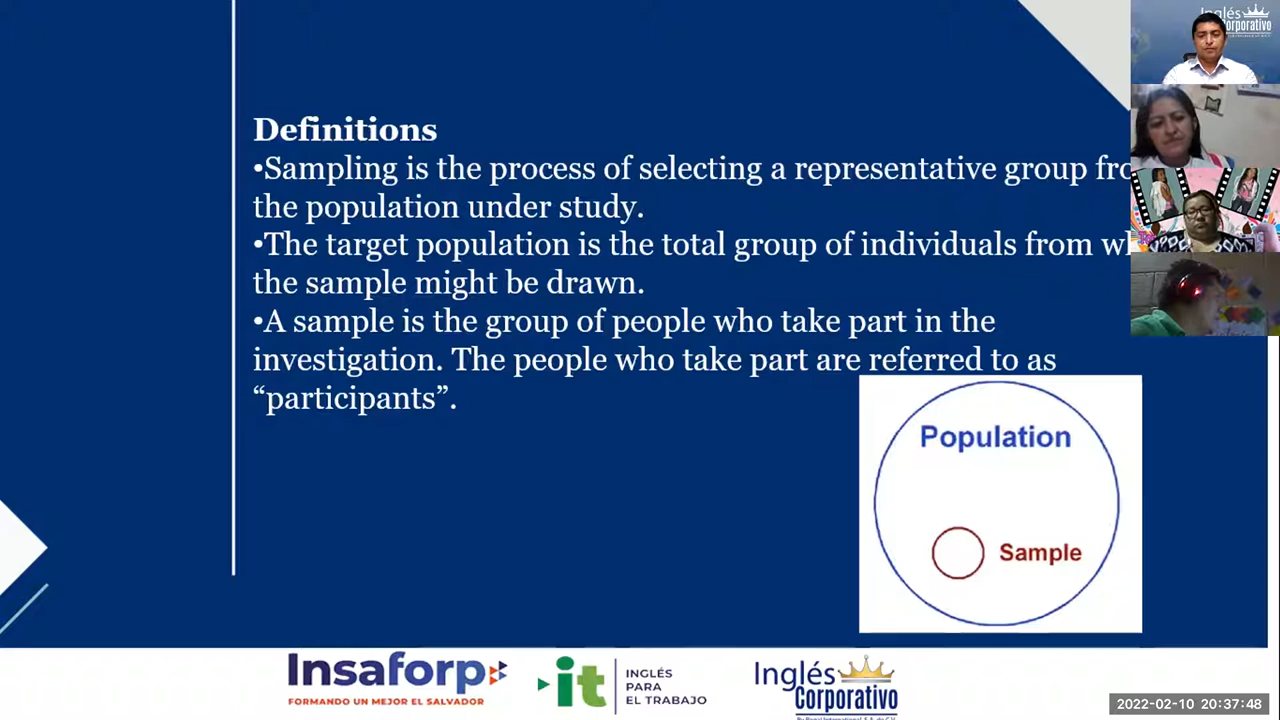 Definitions
•Sampling is the process of selecting a representative group
the population under study.
•The target population is the total group of individuals from
the sample might be drawn.
•A sample is the group of people who take part in the
investigation. The people who take part are referred to as
“participants”.
Population
Sample
Inglés
Corporativo
Insaforp
FORMANDO UN MEJOR EL SALVADOR
it
INGLÉS
PARA
EL TRABAJO
Inglés
Corporativo
2022-02-10 20:37:48